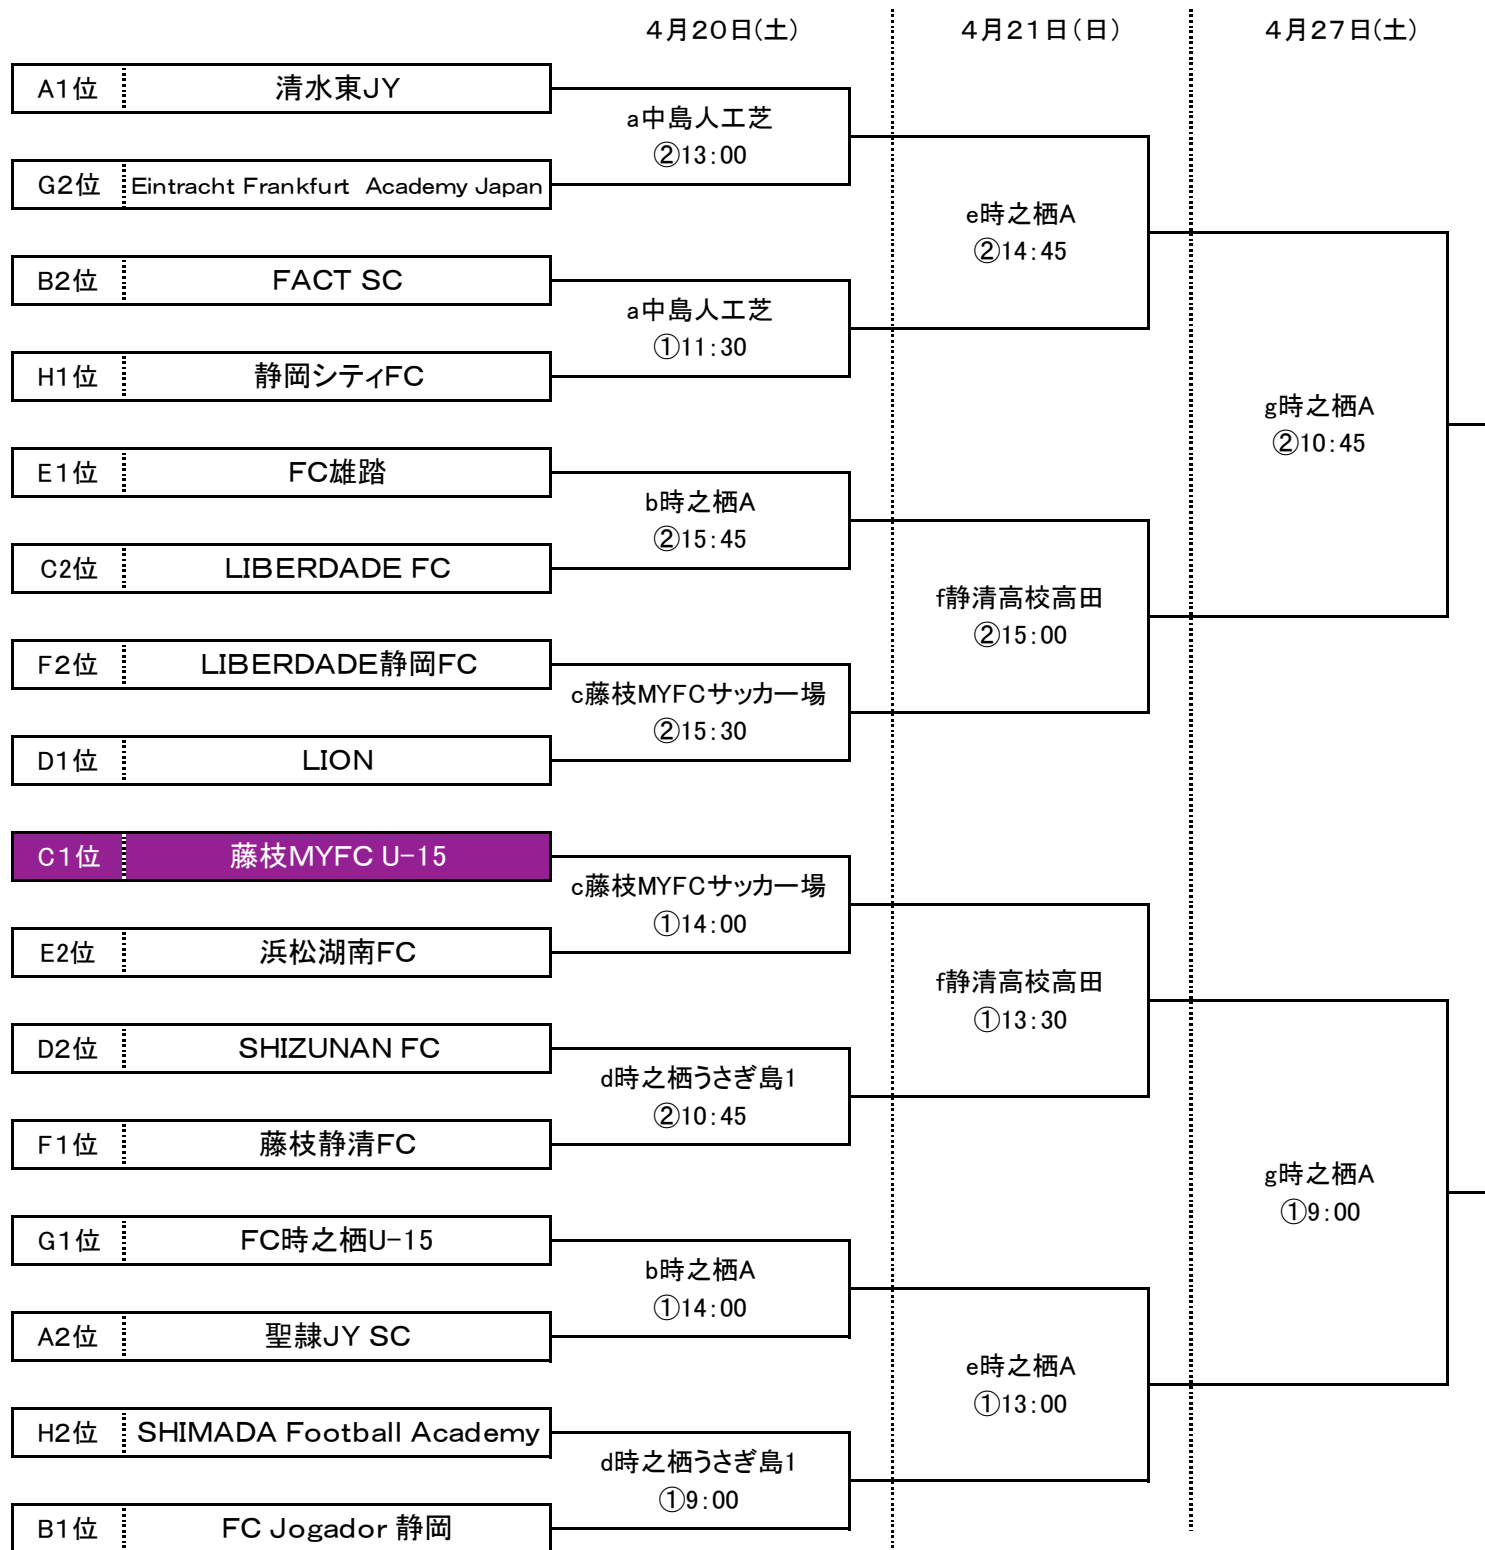 4月20日(土) 4月21日(日) 4月27日(土)
A1位 清水東JY
a中島人工芝
②13:00
G2位 Eintracht Frankfurt Academy Japan
e時之栖A
②14:45
B2位 FACT SC
a中島人工芝
①11:30
H1位 静岡シティFC
g時之栖A
②10:45
E1位 FC雄踏
b時之栖A
②15:45
C2位 LIBERDADE FC
f静清高校高田
②15:00
F2位 LIBERDADE静岡FC
c藤枝MYFCサッカー場
②15:30
D1位 LION
C1位 藤枝MYFC U-15
c藤枝MYFCサッカー場
①14:00
E2位 浜松湖南FC
f静清高校高田
①13:30
D2位 SHIZUNAN FC
d時之栖うさぎ島1
②10:45
F1位 藤枝静清FC
g時之栖A
①9:00
G1位 FC時之栖U-15
b時之栖A
①14:00
A2位 聖隷JY SC
e時之栖A
①13:00
H2位 SHIMADA Football Academy
d時之栖うさぎ島1
①9:00
B1位 FC Jogador 静岡